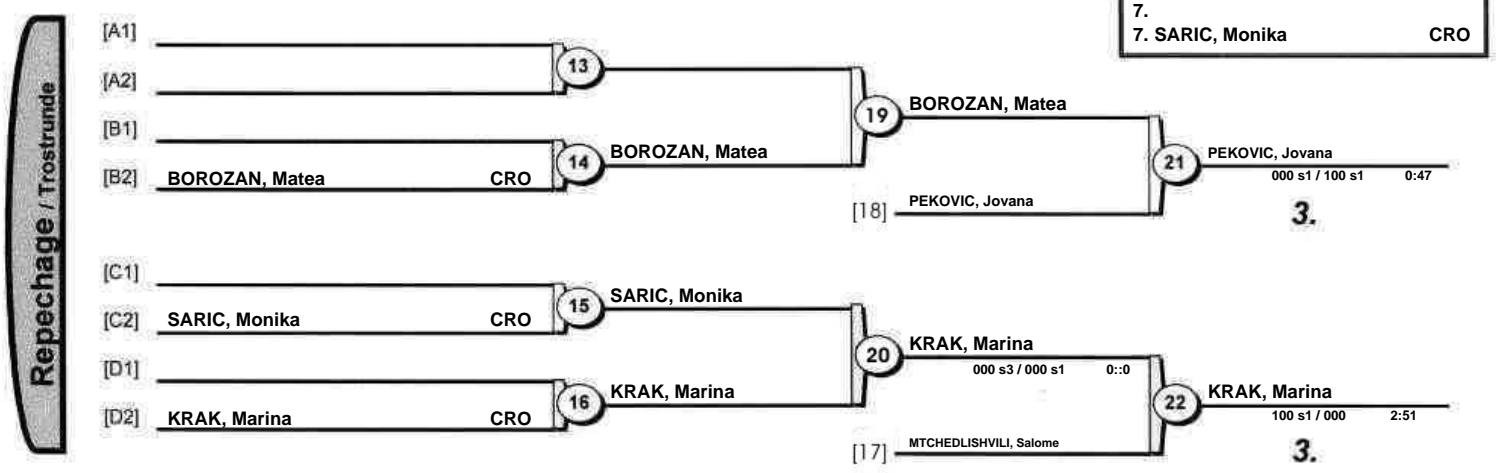 7.
7. SARIC, Monika CRO
Repechage / Trostrunde
[A1]
[A2]
13
[B1]
[B2] BOROZAN, Matea CRO
14 BOROZAN, Matea
19 BOROZAN, Matea
[18] PEKOVIC, Jovana
21 PEKOVIC, Jovana
000 s1 / 100 s1 0:47
3.
[C1]
[C2] SARIC, Monika CRO
15 SARIC, Monika
[D1]
[D2] KRAK, Marina CRO
16 KRAK, Marina
20 KRAK, Marina
000 s3 / 000 s1 0::0
[17] MTCHEDLISHVILI, Salome
22 KRAK, Marina
100 s1 / 000 2:51
3.